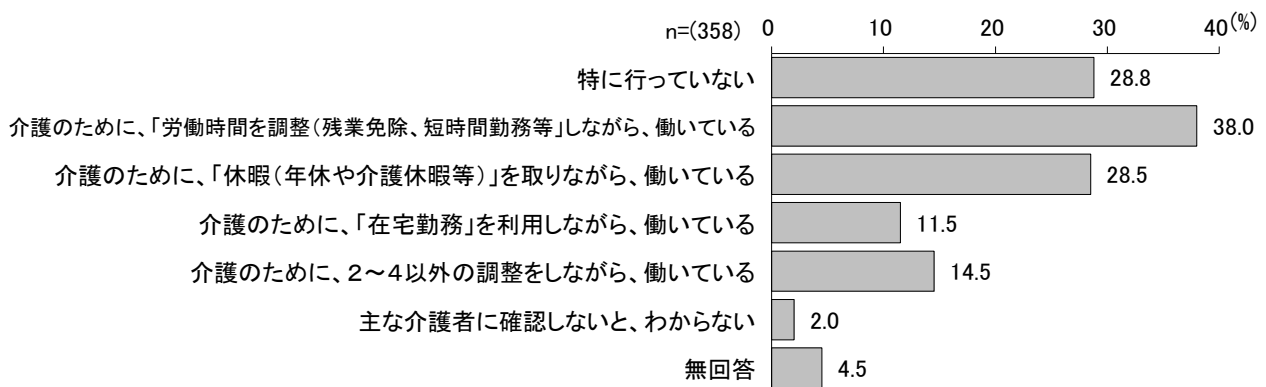 n=(358) 0 10 20 30 40(%)
特に行っていない 28.8
介護のために、「労働時間を調整(残業免除、短時間勤務等」しながら、働いている 38.0
介護のために、「休暇(年休や介護休暇等)」を取りながら、働いている 28.5
介護のために、「在宅勤務」を利用しながら、働いている 11.5
介護のために、2~4以外の調整をしながら、働いている 14.5
主な介護者に確認しないと、わからない 2.0
無回答 4.5